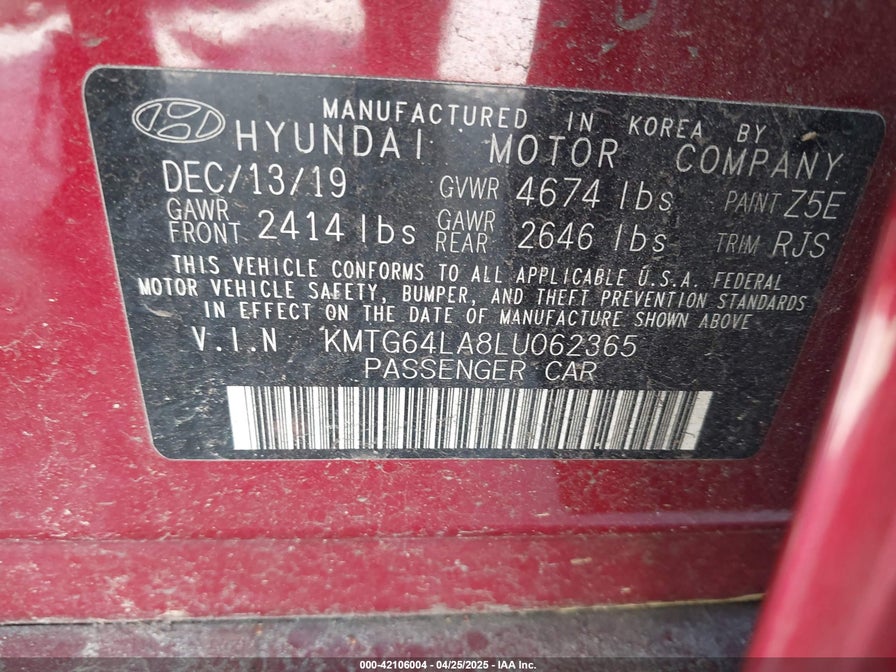 MANUFACTURED IN KOREA BY
HYUNDAI MOTOR COMPANY
DEC/13/19 GVWR 4674 lbs PAINT Z5E
GAWR FRONT 2414 lbs GAWR REAR 2646 lbs TRIM RJS
THIS VEHICLE CONFORMS TO ALL APPLICABLE U.S.A. FEDERAL
MOTOR VEHICLE SAFETY, BUMPER, AND THEFT PREVENTION STANDARDS
IN EFFECT ON THE DATE OF MANUFACTURE SHOWN ABOVE
V.I.N KMTG64LA8LU062365
PASSENGER CAR
000-42106004 / 04/25/2025 - IAA Inc.